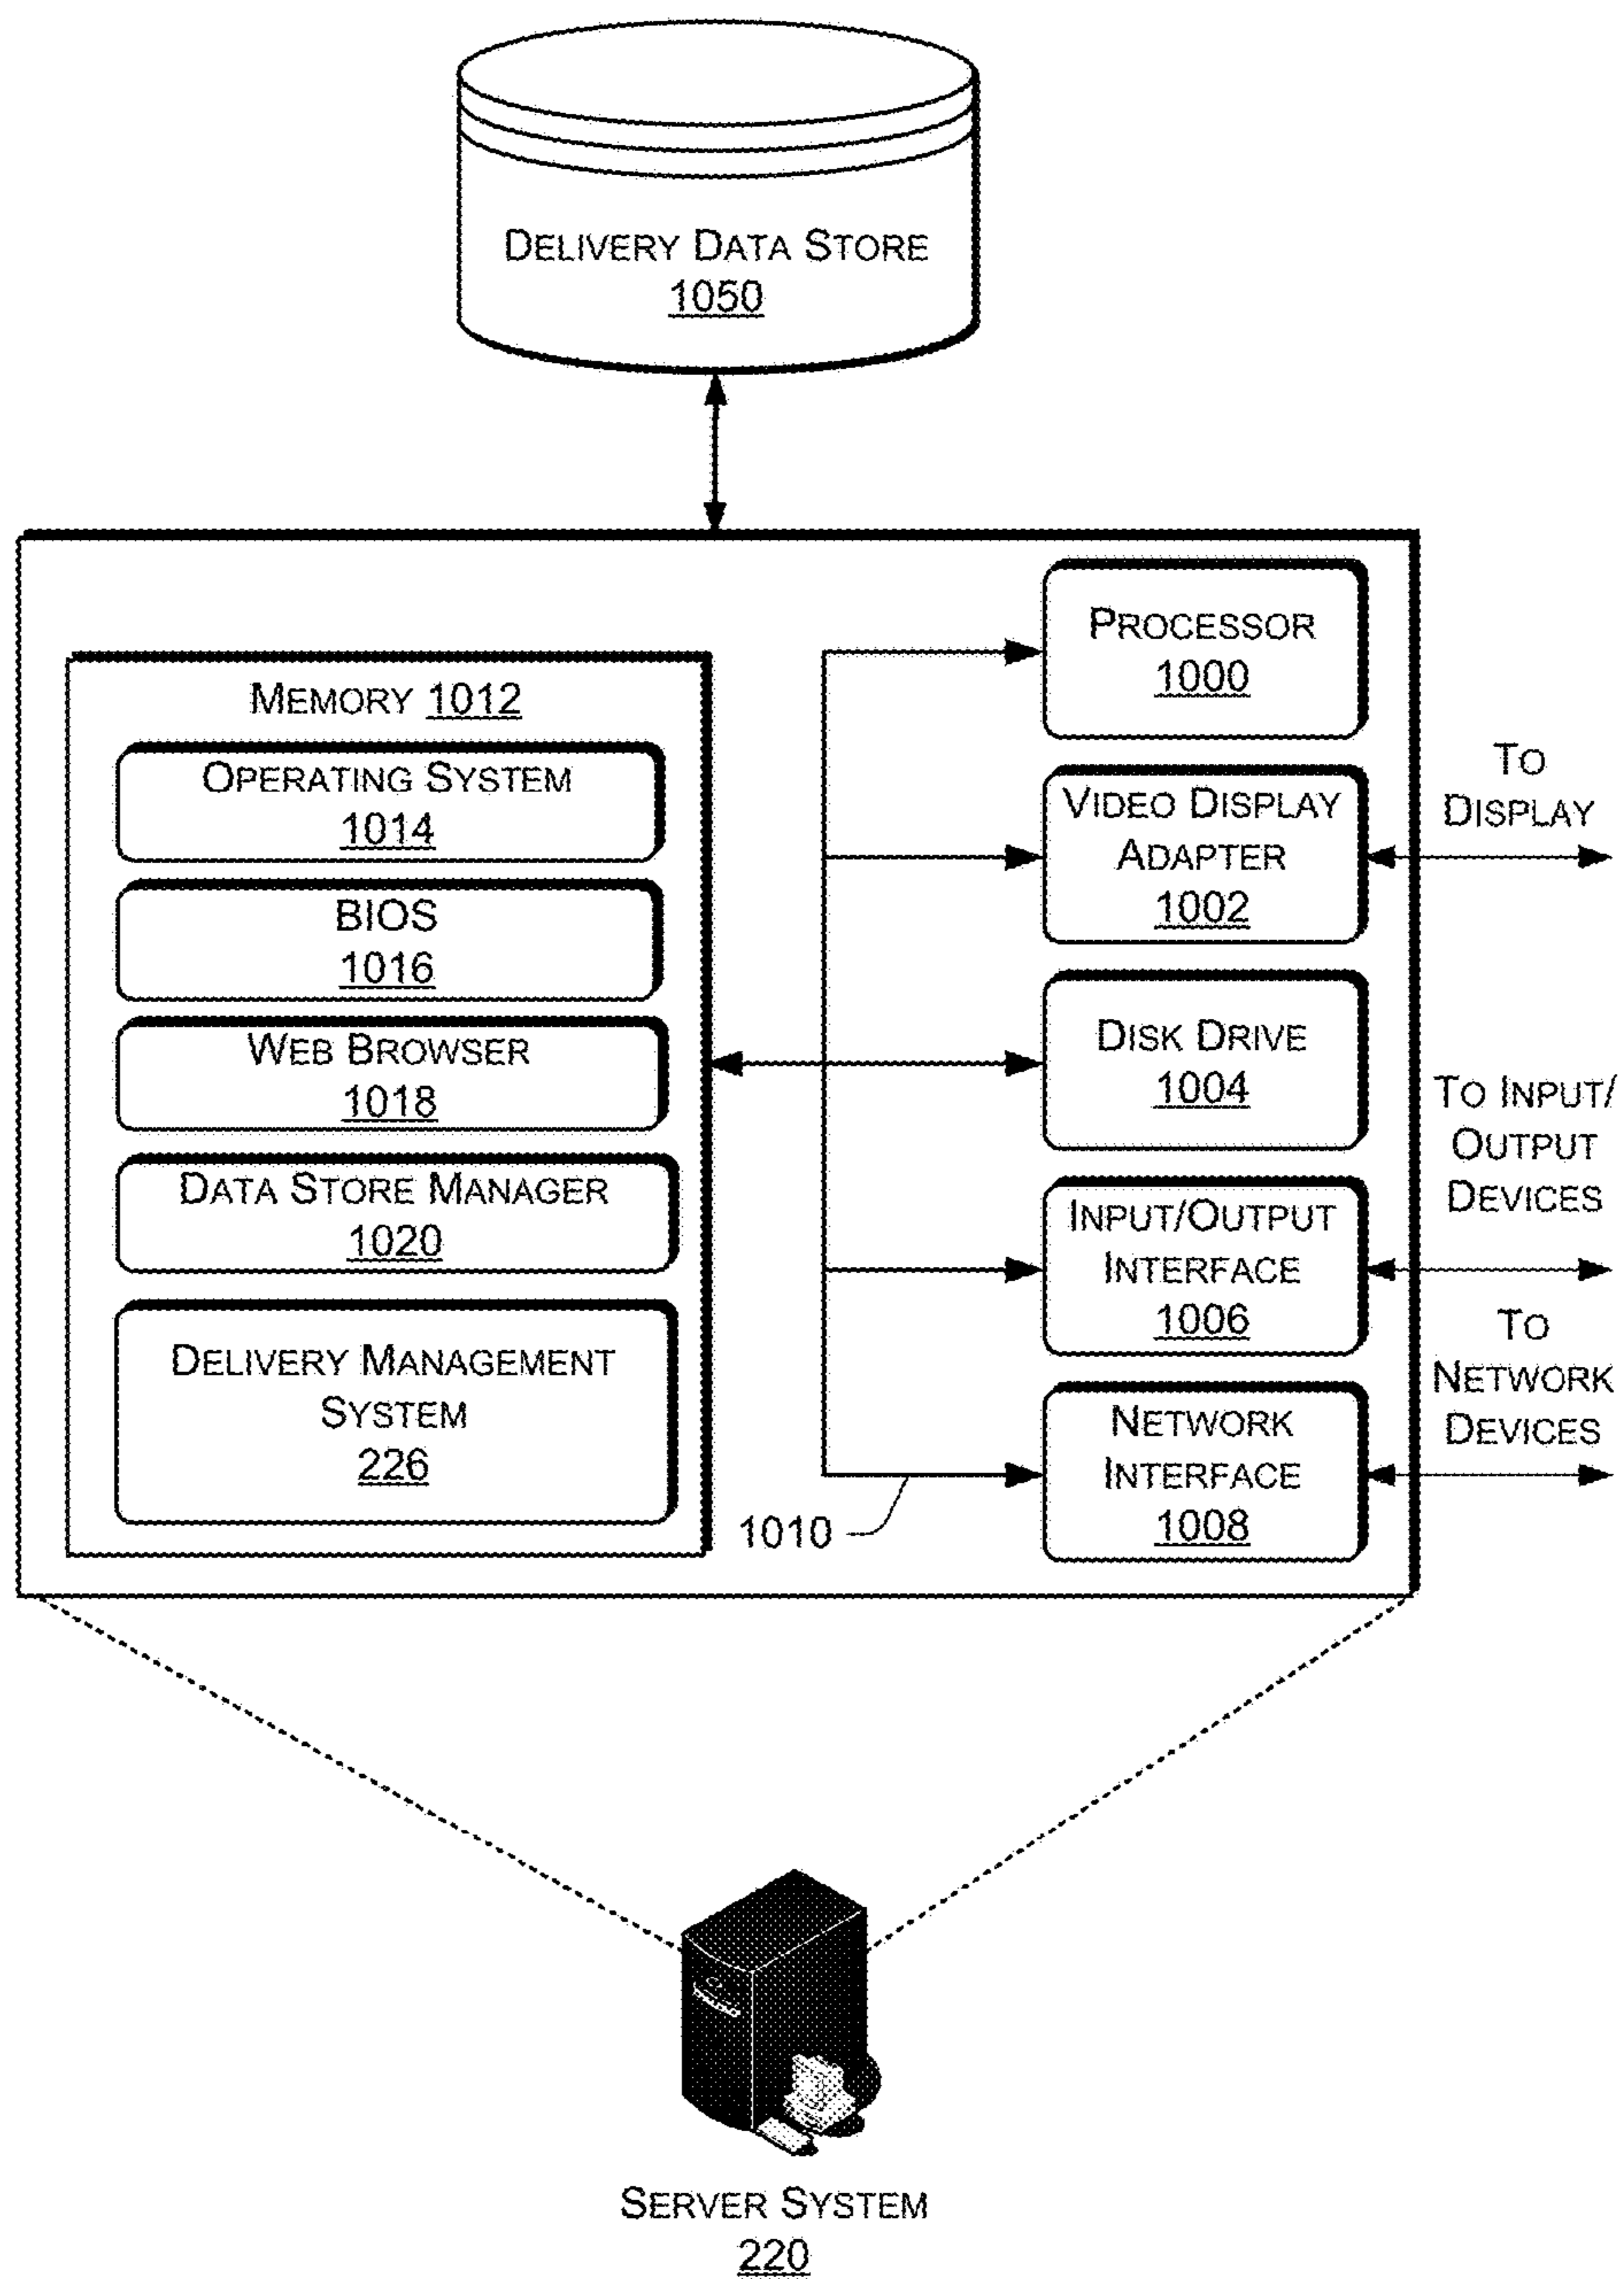 DELIVERY DATA STORE
1050
MEMORY 1012
OPERATING SYSTEM
1014
BIOS
1016
WEB BROWSER
1018
DATA STORE MANAGER
1020
DELIVERY MANAGEMENT
SYSTEM
226
PROCESSOR
1000
VIDEO DISPLAY
ADAPTER
1002
DISK DRIVE
1004
INPUT/OUTPUT
INTERFACE
1006
NETWORK
INTERFACE
1008
1010
TO
DISPLAY
TO INPUT/
OUTPUT
DEVICES
TO
NETWORK
DEVICES
SERVER SYSTEM
220